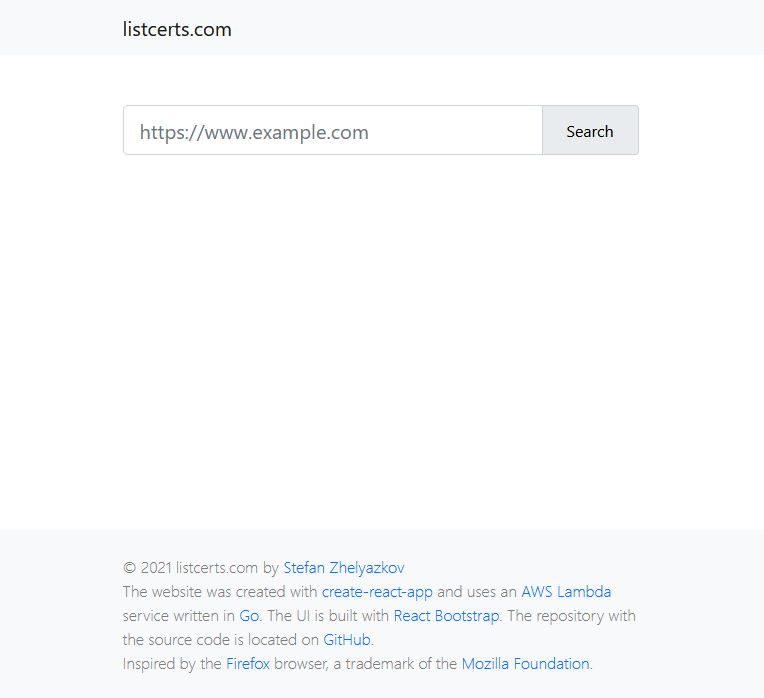 listcerts.com
https://www.example.com
Search
© 2021 listcerts.com by Stefan Zhelyazkov
The website was created with create-react-app and uses an AWS Lambda
service written in Go. The UI is built with React Bootstrap. The repository with
the source code is located on GitHub.
Inspired by the Firefox browser, a trademark of the Mozilla Foundation.